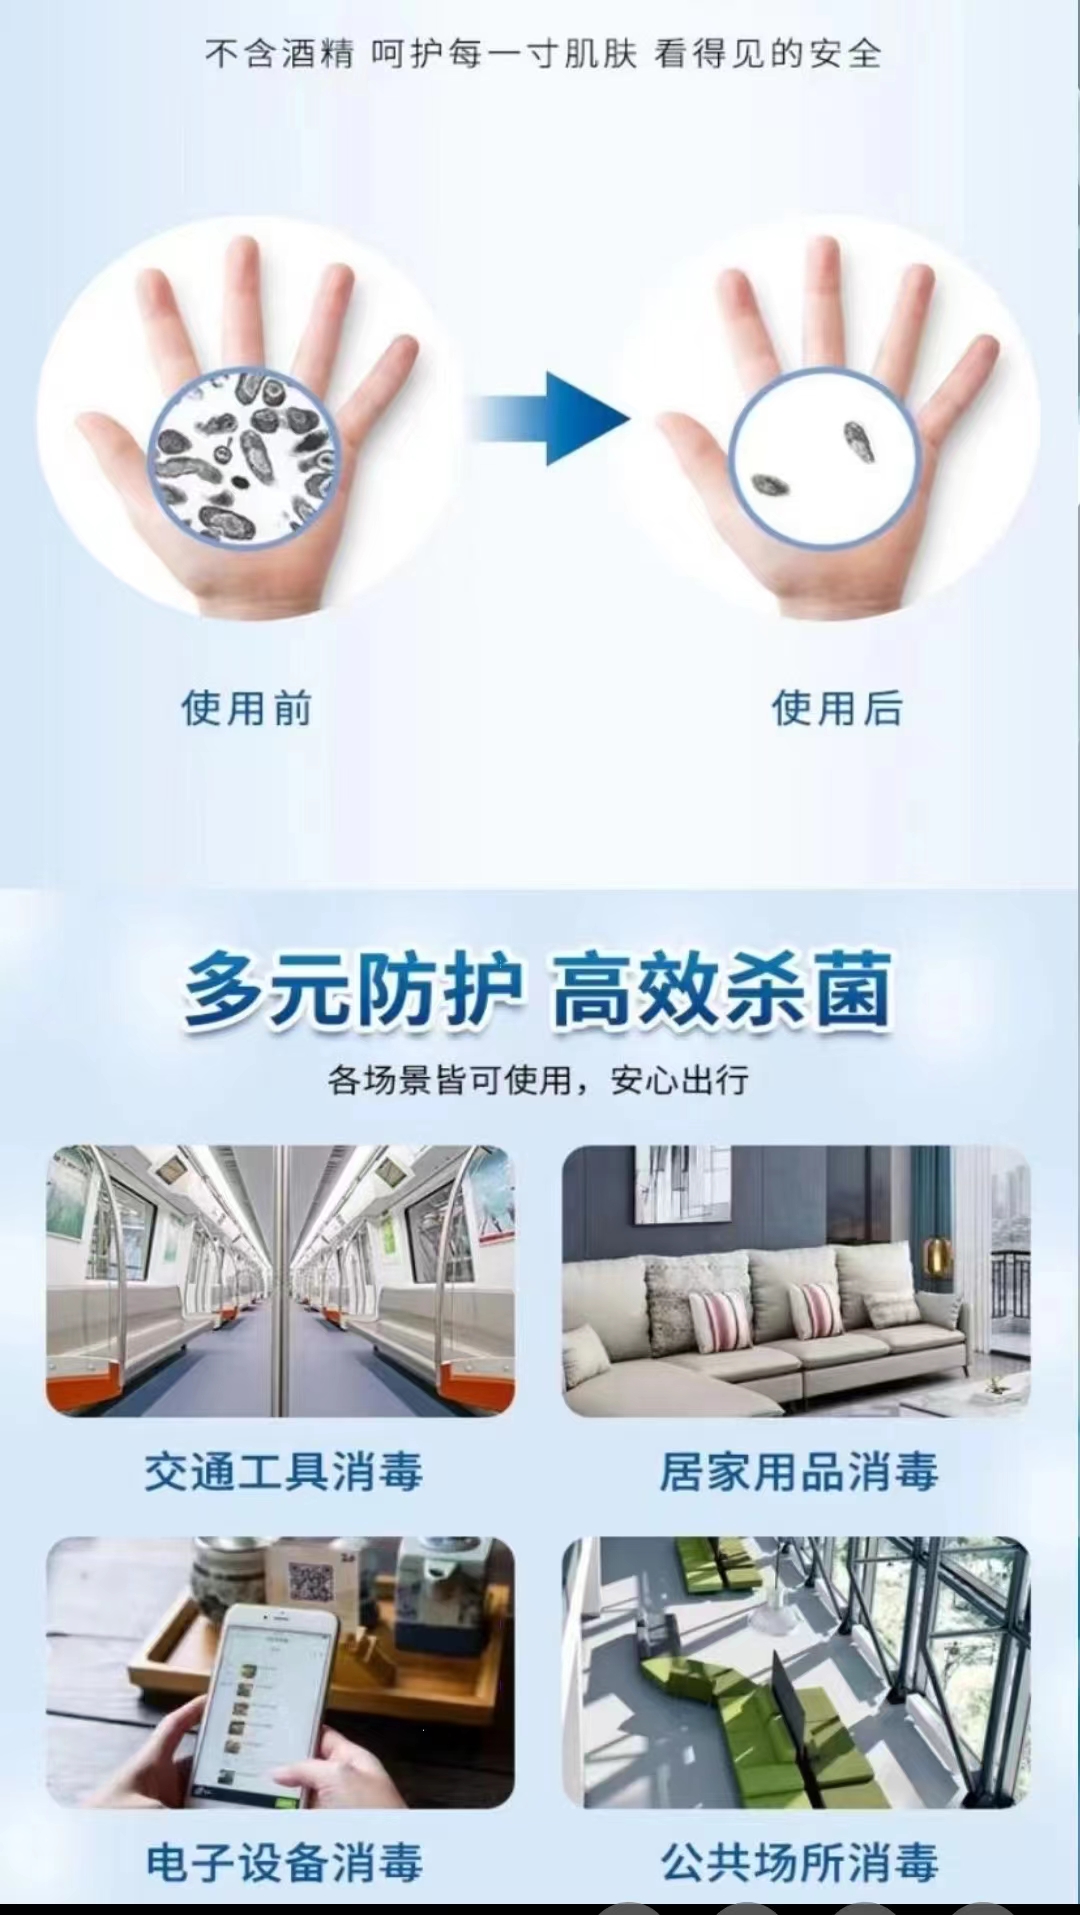 不含酒精 呵护每一寸肌肤 看得见的安全
使用前
使用后
多元防护 高效杀菌
各场景皆可使用，安心出行
交通工具消毒
居家用品消毒
电子设备消毒
公共场所消毒